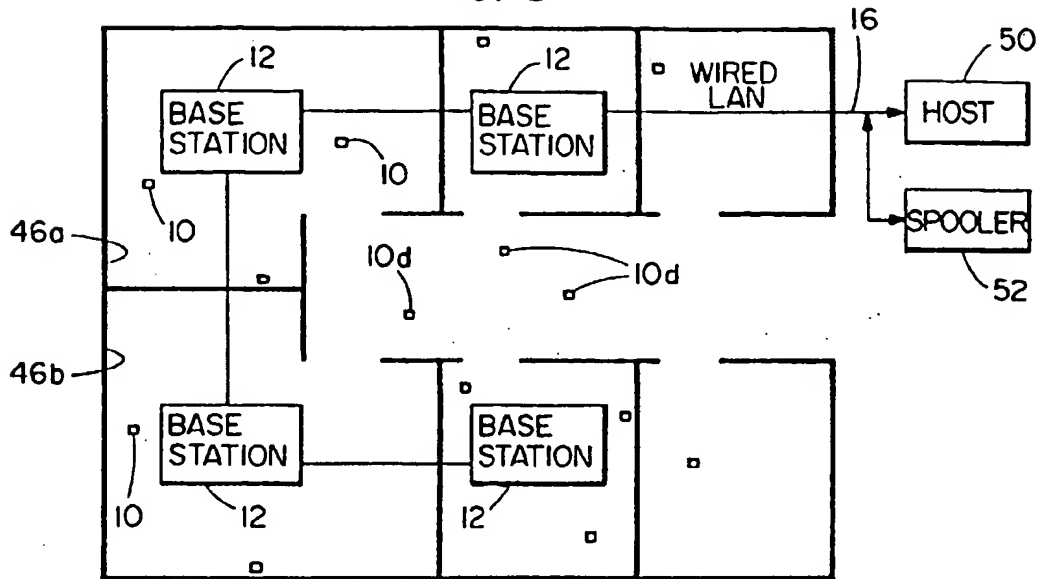 12
BASE
STATION
12
BASE
STATION
WIRED
LAN
16
50
HOST
10
10
46a
10d
10d
SPOOLER
52
46b
BASE
STATION
BASE
STATION
10
12
12